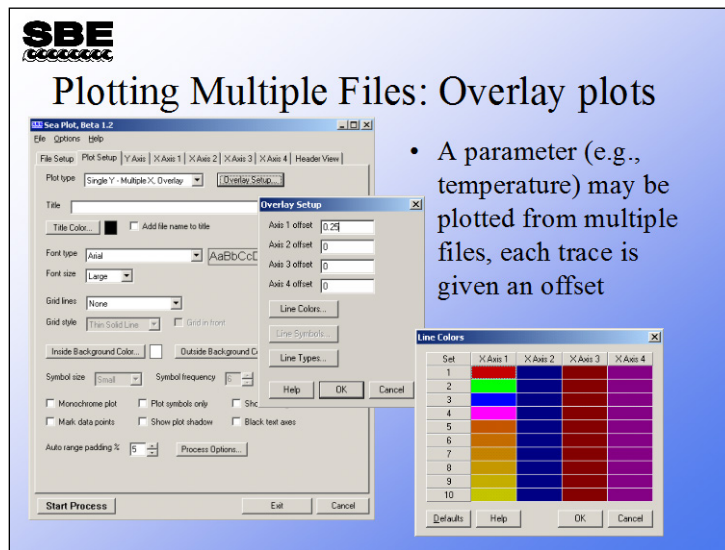 SBE
Plotting Multiple Files: Overlay plots
Sea Plot, Beta 1.2
File Options Help
File Setup Plot Setup Y Axis X Axis 1 X Axis 2 X Axis 3 X Axis 4 Header View
Plot type Single Y - Multiple X, Overlay Overlay Setup...
Title
Title Color... Add file name to title
Font type Arial AaBbCcD
Font size Large
Grid lines None
Grid style Thin Solid Line Grid in front
Inside Background Color... Outside Background C
Symbol size Small Symbol frequency 6
Monochrome plot Plot symbols only Sho
Mark data points Show plot shadow Black text axes
Auto range padding % 5 Process Options...
Start Process Exit Cancel
Overlay Setup
Axis 1 offset 0.25
Axis 2 offset 0
Axis 3 offset 0
Axis 4 offset 0
Line Colors...
Line Symbols...
Line Types...
Help OK Cancel
• A parameter (e.g.,
temperature) may be
plotted from multiple
files, each trace is
given an offset
Line Colors
Set X Axis 1 X Axis 2 X Axis 3 X Axis 4
1
2
3
4
5
6
7
8
9
10
Defaults Help OK Cancel